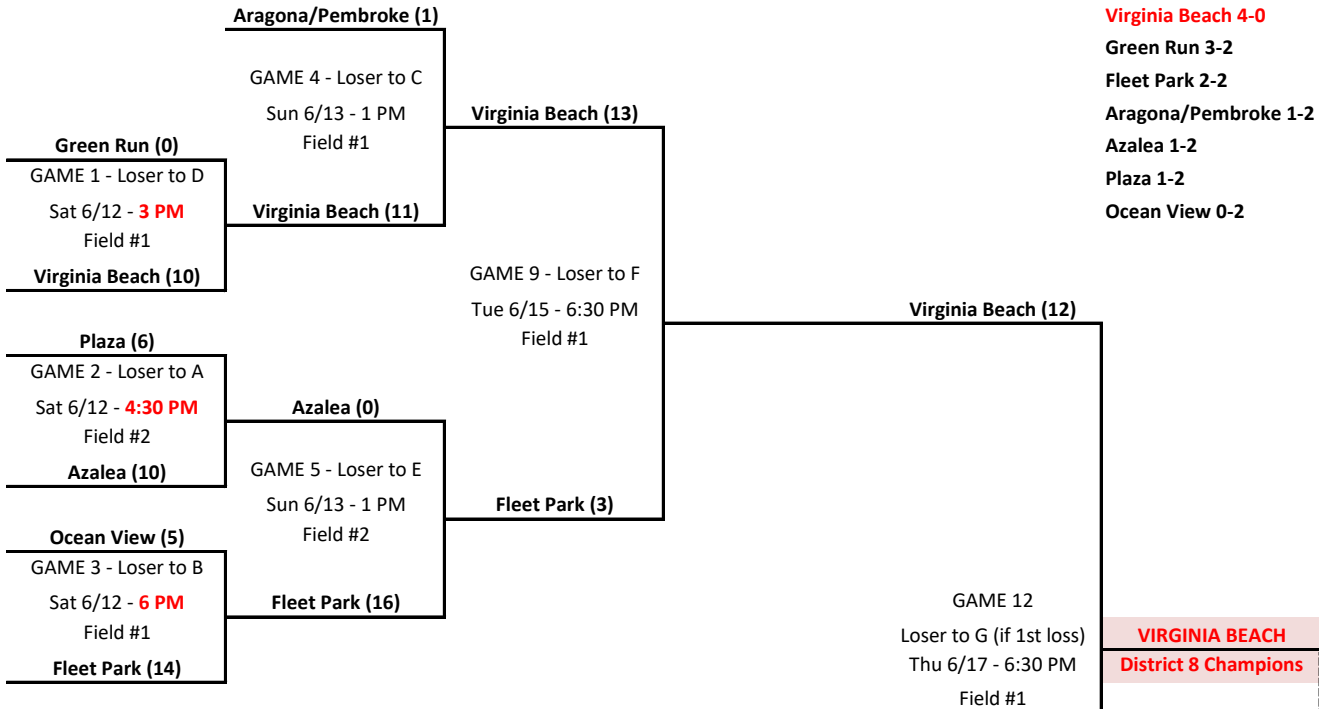 Aragona/Pembroke (1)
GAME 4 - Loser to C
Sun 6/13 - 1 PM
Field #1
Virginia Beach (13)
Green Run (0)
GAME 1 - Loser to D
Sat 6/12 - 3 PM
Field #1
Virginia Beach (10)
Virginia Beach (11)
GAME 9 - Loser to F
Tue 6/15 - 6:30 PM
Field #1
Virginia Beach (12)
Plaza (6)
GAME 2 - Loser to A
Sat 6/12 - 4:30 PM
Field #2
Azalea (10)
Azalea (0)
GAME 5 - Loser to E
Sun 6/13 - 1 PM
Field #2
Fleet Park (3)
Ocean View (5)
GAME 3 - Loser to B
Sat 6/12 - 6 PM
Field #1
Fleet Park (14)
Fleet Park (16)
GAME 12
Loser to G (if 1st loss)
Thu 6/17 - 6:30 PM
Field #1
VIRGINIA BEACH
District 8 Champions
Virginia Beach 4-0
Green Run 3-2
Fleet Park 2-2
Aragona/Pembroke 1-2
Azalea 1-2
Plaza 1-2
Ocean View 0-2